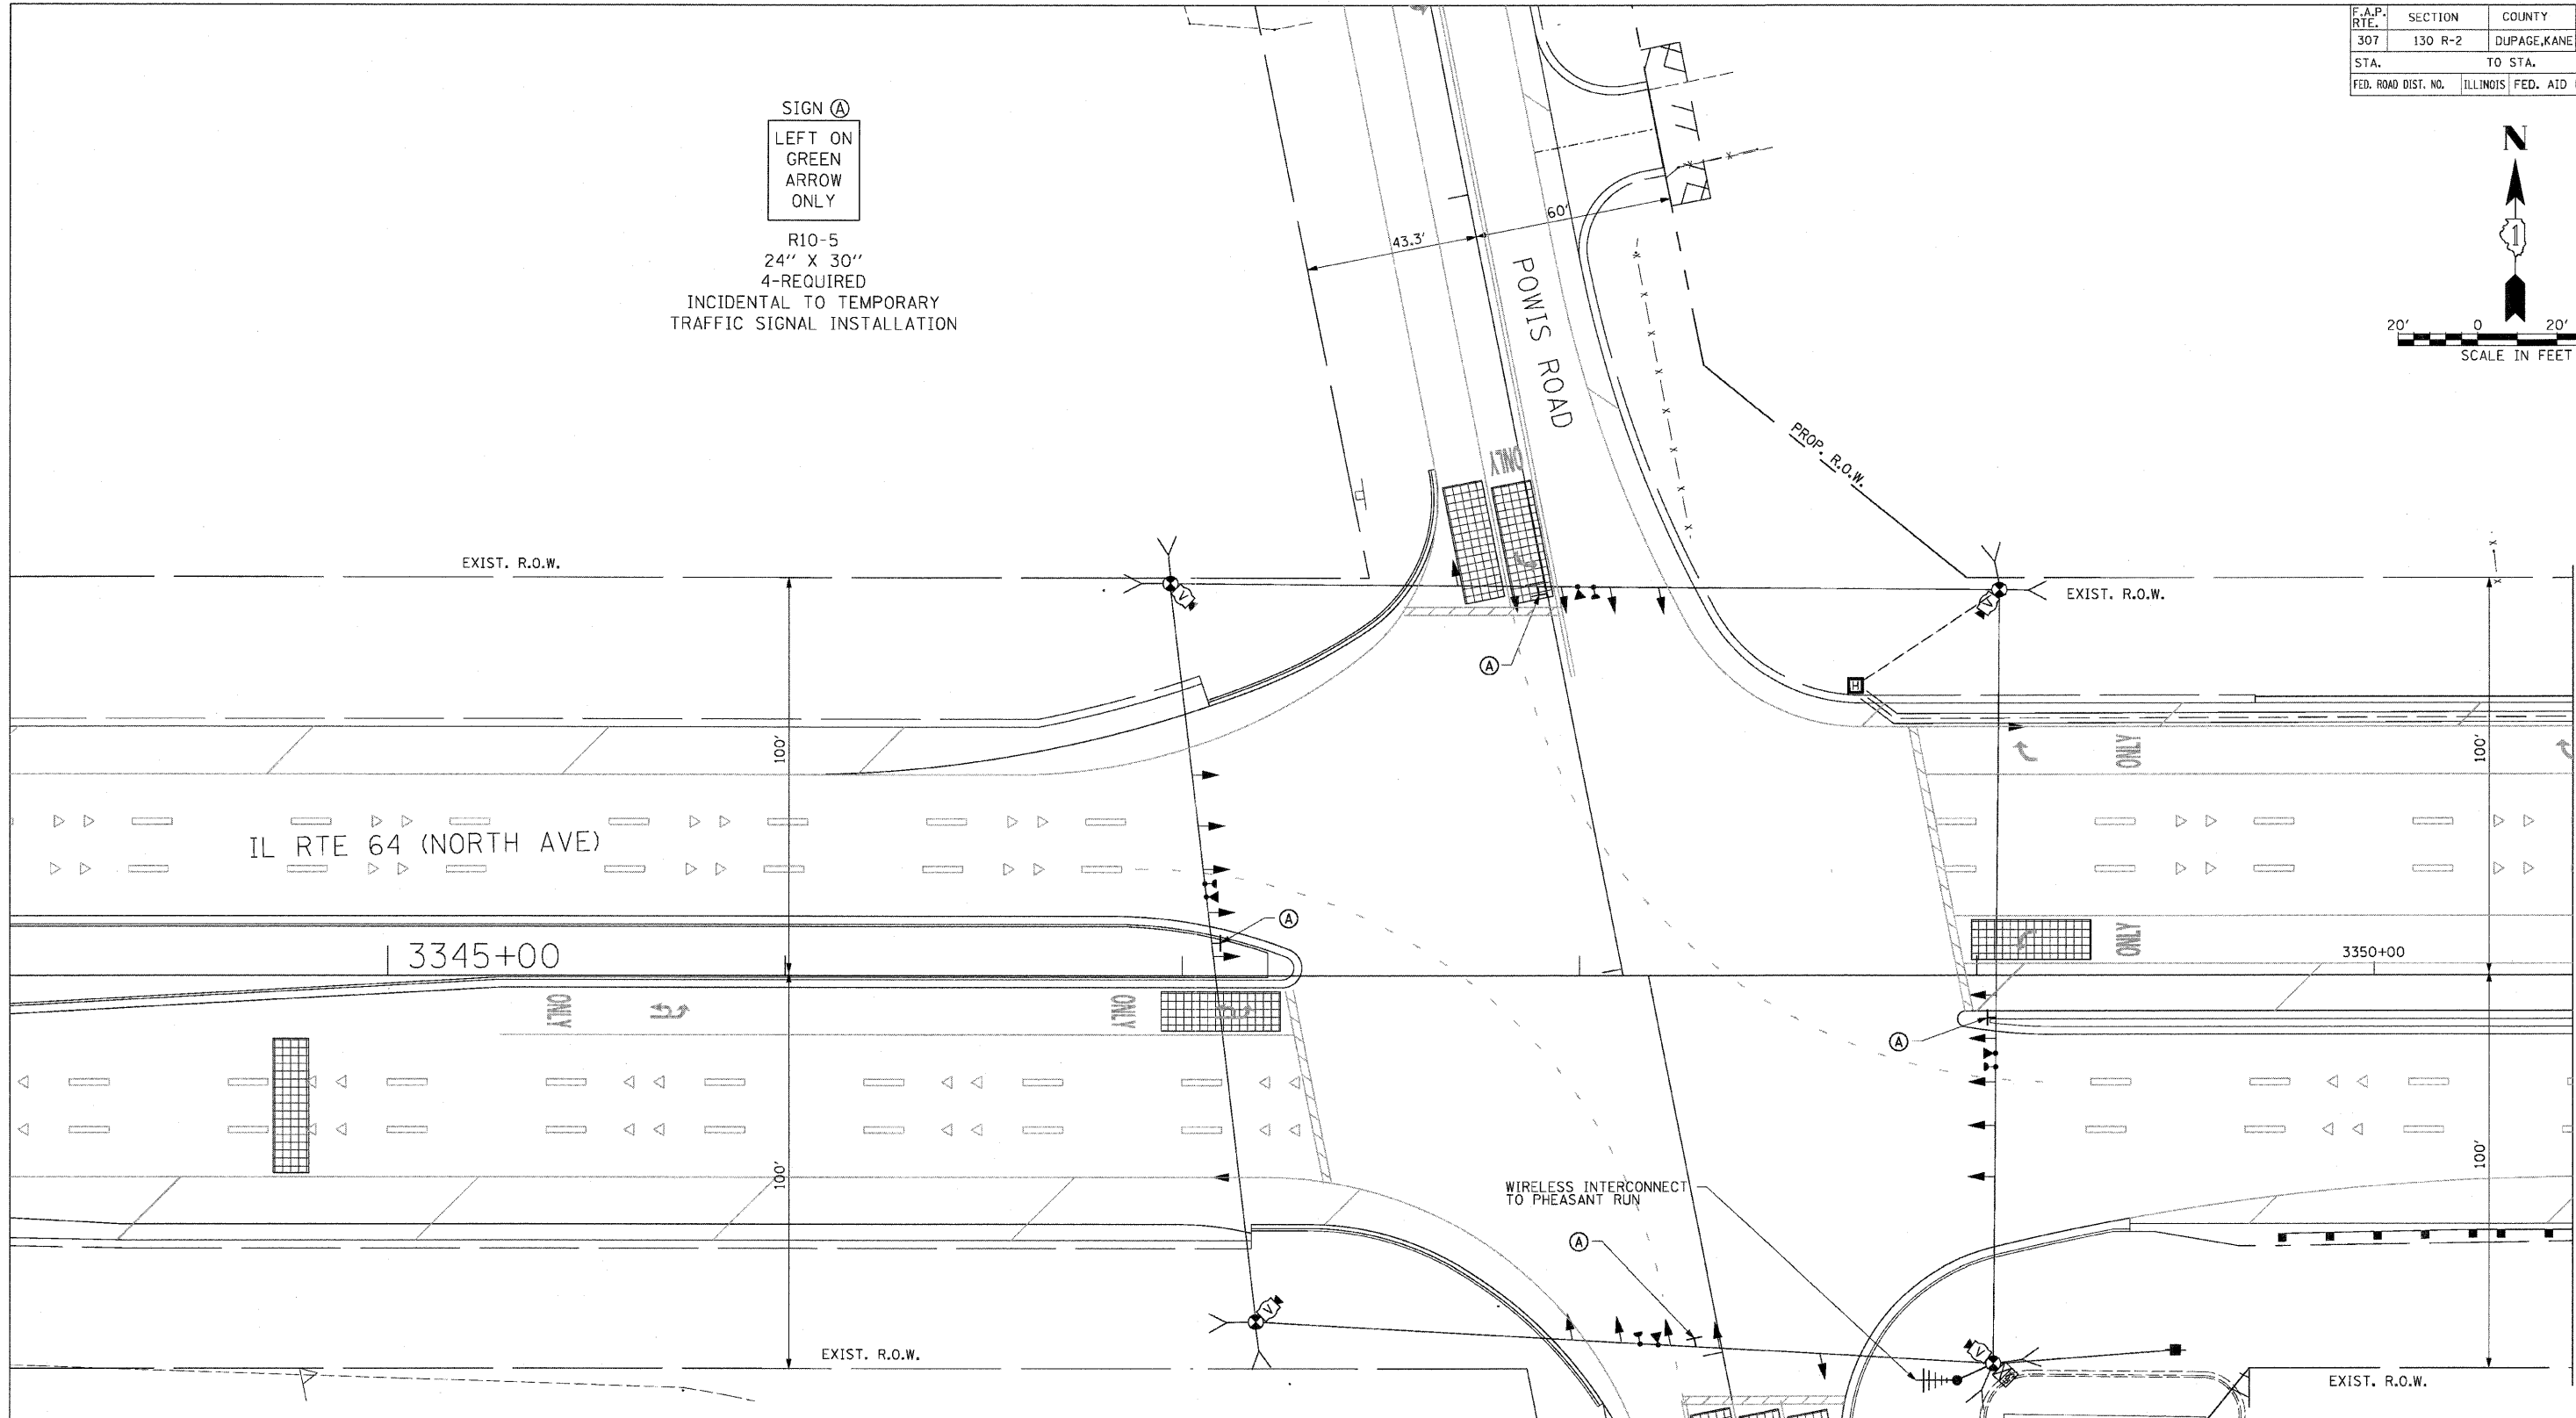 F.A.P. RTE. SECTION COUNTY
307 130 R-2 DUPAGE,KANE
STA. TO STA.
FED. ROAD DIST. NO. ILLINOIS FED. AID
SIGN Ⓐ
LEFT ON
GREEN
ARROW
ONLY
R10-5
24" X 30"
4-REQUIRED
INCIDENTAL TO TEMPORARY
TRAFFIC SIGNAL INSTALLATION
N
1
20' 0 20'
SCALE IN FEET
43.3'
60'
POWIS ROAD
PROP. R.O.W.
ONLY
EXIST. R.O.W.
EXIST. R.O.W.
V
V
A
H
100'
100'
ONLY
IL RTE 64 (NORTH AVE)
A
ONLY
3345+00
3350+00
ONLY
ONLY
A
100'
100'
WIRELESS INTERCONNECT
TO PHEASANT RUN
A
V
V
EXIST. R.O.W.
EXIST. R.O.W.